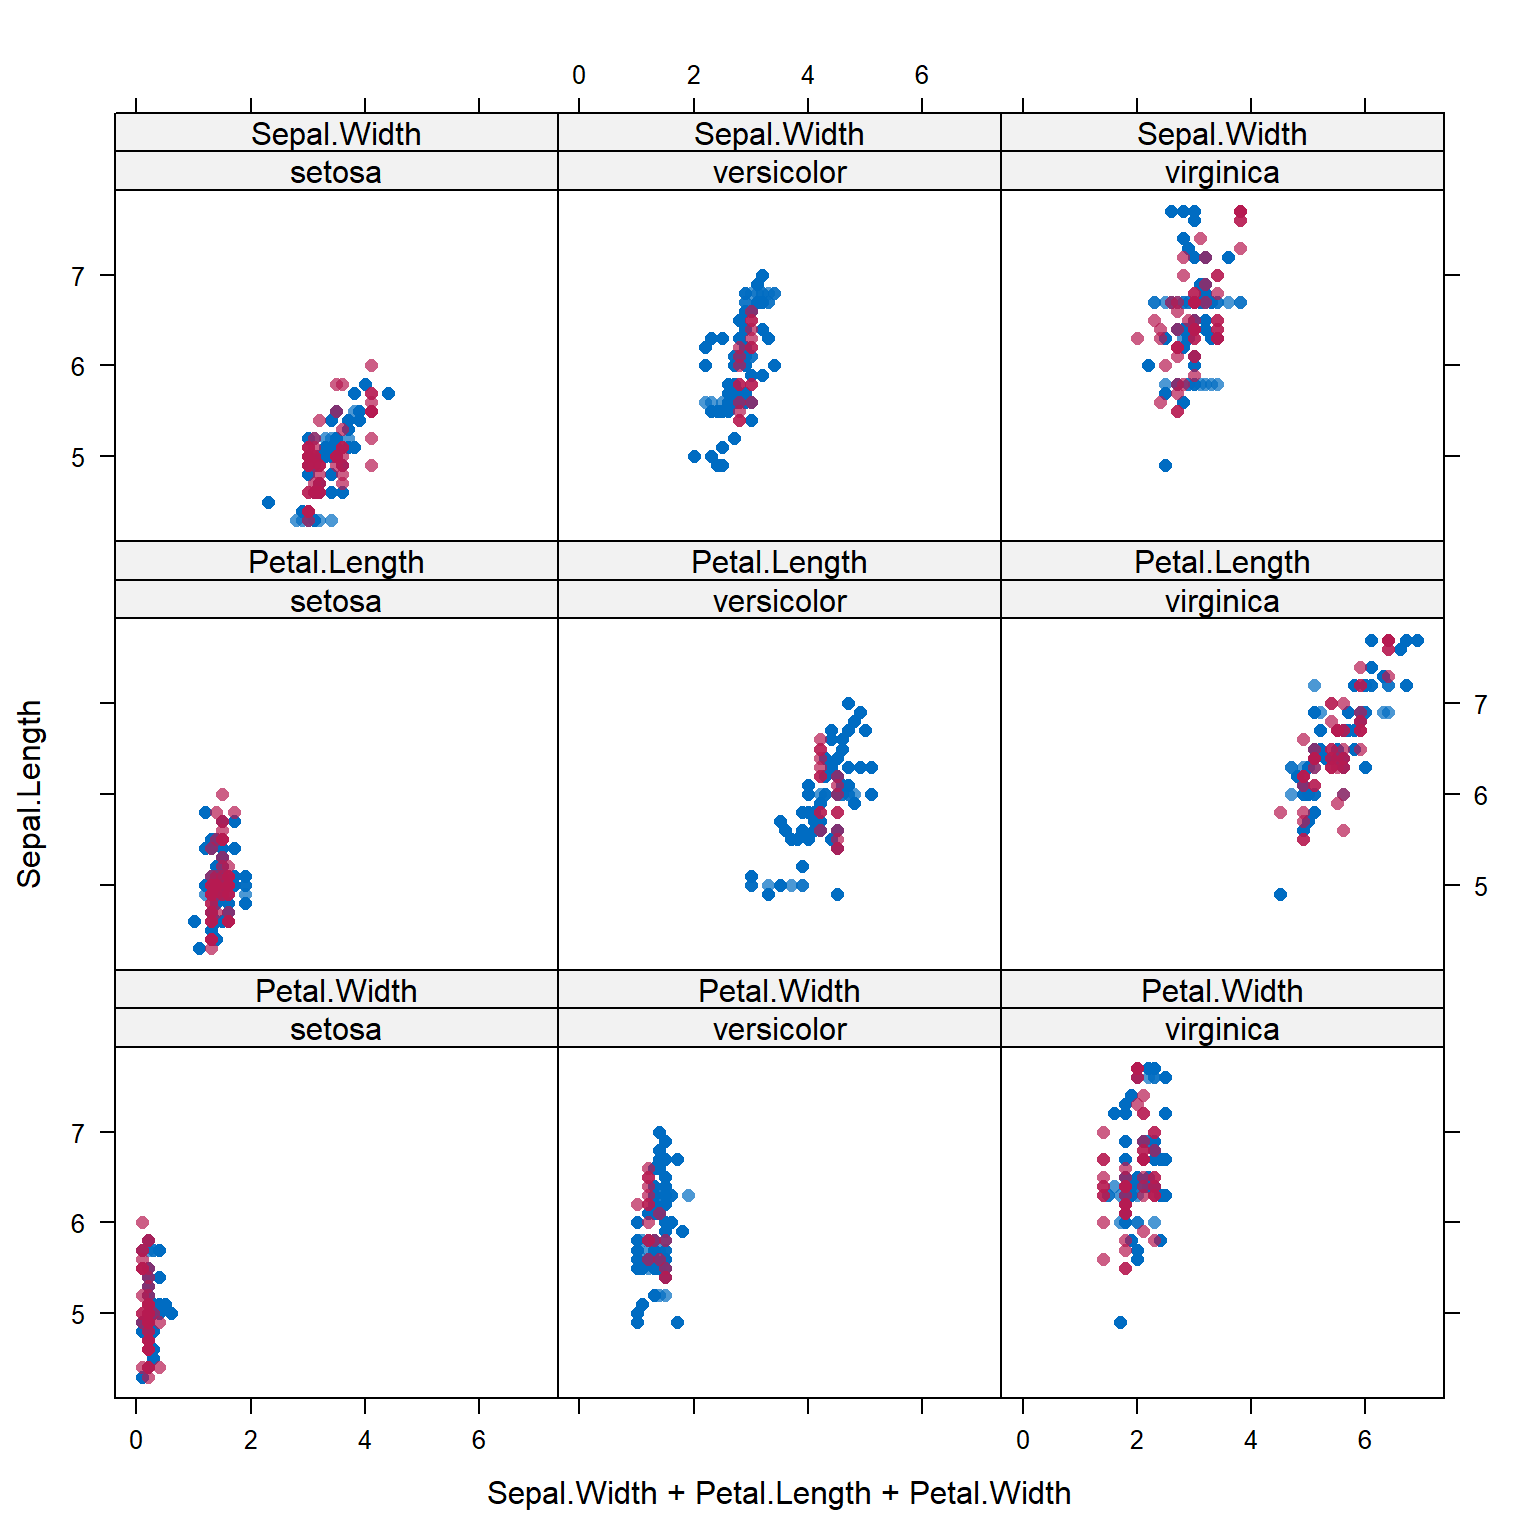 0 2 4 6
Sepal.Width Sepal.Width Sepal.Width
setosa versicolor virginica
7
6
5
Petal.Length Petal.Length Petal.Length
setosa versicolor virginica
Sepal.Length
7
6
5
Petal.Width Petal.Width Petal.Width
setosa versicolor virginica
7
6
5
0 2 4 6 0 2 4 6
Sepal.Width + Petal.Length + Petal.Width